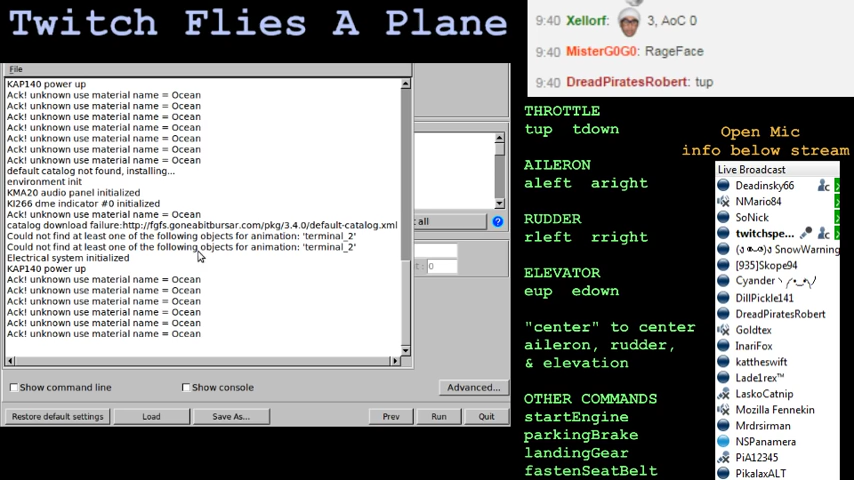 Twitch Flies A Plane
File
KAP140 power up
Ack! unknown use material name = Ocean
Ack! unknown use material name = Ocean
Ack! unknown use material name = Ocean
Ack! unknown use material name = Ocean
Ack! unknown use material name = Ocean
Ack! unknown use material name = Ocean
Ack! unknown use material name = Ocean
default catalog not found, installing...
environment init
KMA20 audio panel initialized
KI266 dme indicator #0 initialized
Ack! unknown use material name = Ocean
catalog download failure:http://fgfs.goneabitbursar.com/pkg/3.4.0/default-catalog.xml
Could not find at least one of the following objects for animation: 'terminal_2'
Could not find at least one of the following objects for animation: 'terminal_2'
Electrical system initialized
KAP140 power up
Ack! unknown use material name = Ocean
Ack! unknown use material name = Ocean
Ack! unknown use material name = Ocean
Ack! unknown use material name = Ocean
Ack! unknown use material name = Ocean
Ack! unknown use material name = Ocean
all
t: 0
Show command line
Show console
Advanced...
Restore default settings
Load
Save As...
Prev
Run
Quit
9:40 Xellorf: 3, AoC 0
9:40 MisterG0G0: RageFace
9:40 DreadPiratesRobert: tup
THROTTLE
tup tdown
AILERON
aleft aright
RUDDER
rleft rright
ELEVATOR
eup edown
"center" to center
aileron, rudder,
& elevation
OTHER COMMANDS
startEngine
parkingBrake
landingGear
fastenSeatBelt
Open Mic
info below stream
Live Broadcast
Deadinsky66
NMario84
SoNick
twitchspe...
SnowWarning
[935]Skope94
Cyander
DillPickle141
DreadPiratesRobert
Goldtex
InariFox
kattheswift
Lade1rex™
LaskoCatnip
Mozilla Fennekin
Mrdrsirman
NSPanamera
PiA12345
PikalaxALT